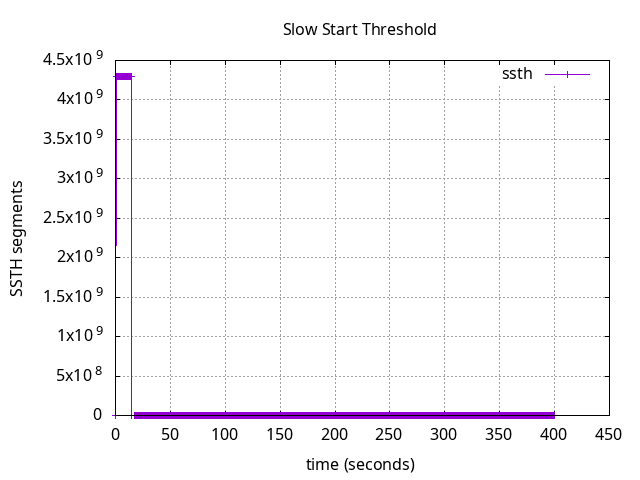 Slow Start Threshold
ssth
4.5x10^9
4x10^9
3.5x10^9
3x10^9
2.5x10^9
2x10^9
1.5x10^9
1x10^9
5x10^8
0
SSTH segments
0 50 100 150 200 250 300 350 400 450
time (seconds)